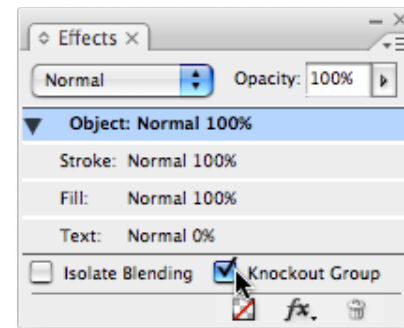 Effects
Normal Opacity: 100%
Object: Normal 100%
Stroke: Normal 100%
Fill: Normal 100%
Text: Normal 0%
Isolate Blending Knockout Group
fx.